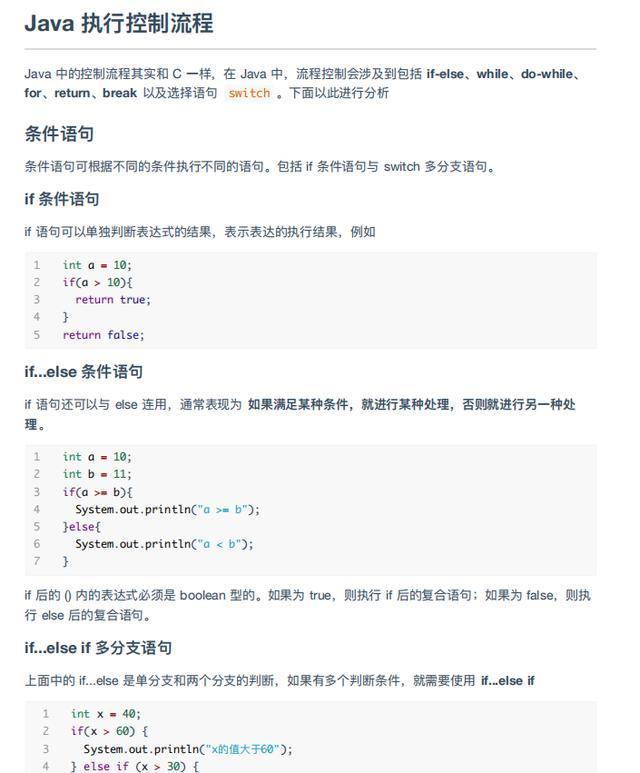 Java 执行控制流程
Java 中的控制流程其实和 C 一样，在 Java 中，流程控制会涉及到包括 if-else、while、do-while、
for、return、break 以及选择语句 switch 。下面以此进行分析
条件语句
条件语句可根据不同的条件执行不同的语句。包括 if 条件语句与 switch 多分支语句。
if 条件语句
if 语句可以单独判断表达式的结果，表示表达的执行结果，例如
1 int a = 10;
2 if(a > 10){
3 return true;
4 }
5 return false;
if...else 条件语句
if 语句还可以与 else 连用，通常表现为 如果满足某种条件，就进行某种处理，否则就进行另一种处
理。
1 int a = 10;
2 int b = 11;
3 if(a >= b){
4 System.out.println("a >= b");
5 }else{
6 System.out.println("a < b");
7 }
if 后的 () 内的表达式必须是 boolean 型的。如果为 true，则执行 if 后的复合语句；如果为 false，则执
行 else 后的复合语句。
if...else if 多分支语句
上面中的 if...else 是单分支和两个分支的判断，如果有多个判断条件，就需要使用 if...else if
1 int x = 40;
2 if(x > 60) {
3 System.out.println("x的值大于60");
4 } else if (x > 30) {